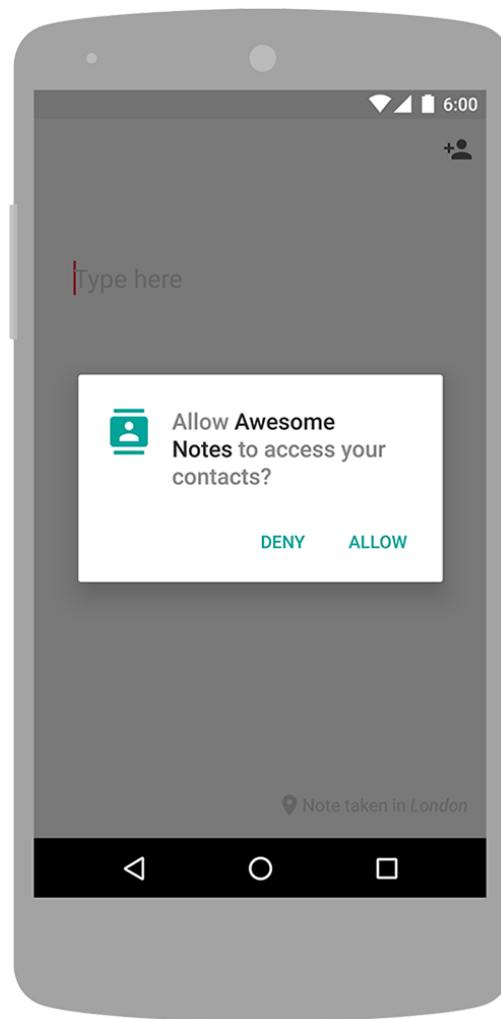 6:00
Type here
Allow Awesome
Notes to access your
contacts?
DENY ALLOW
Note taken in London